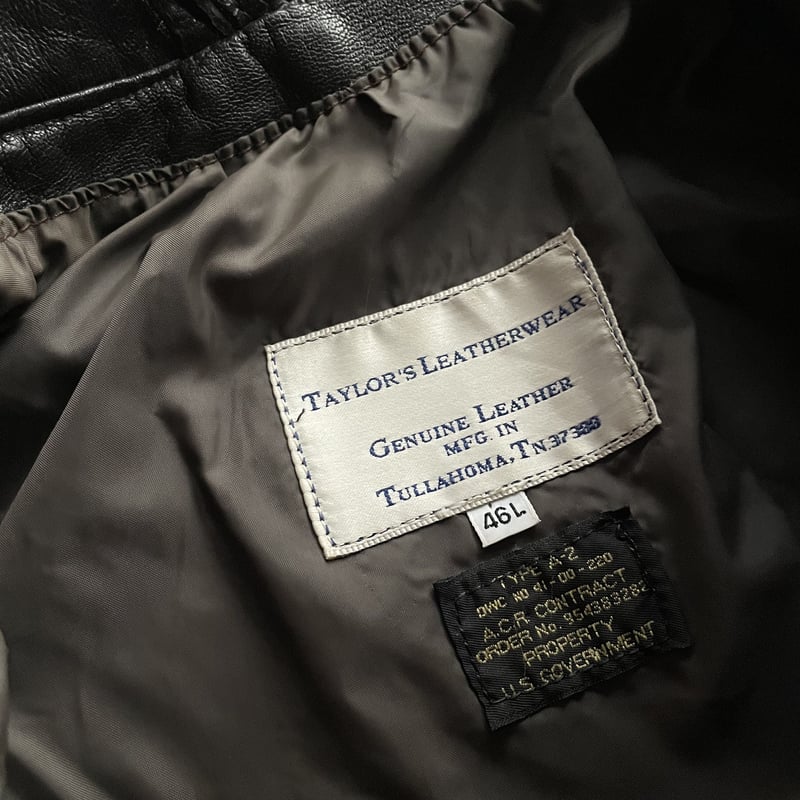 TAYLOR'S LEATHERWEAR
GENUINE LEATHER
MFG. IN
TULLAHOMA, TN. 37388
46L
TYPE A-2
DWC NO 41-00-220
A.C.R. CONTRACT
ORDER No. 954383282
PROPERTY
U.S. GOVERNMENT